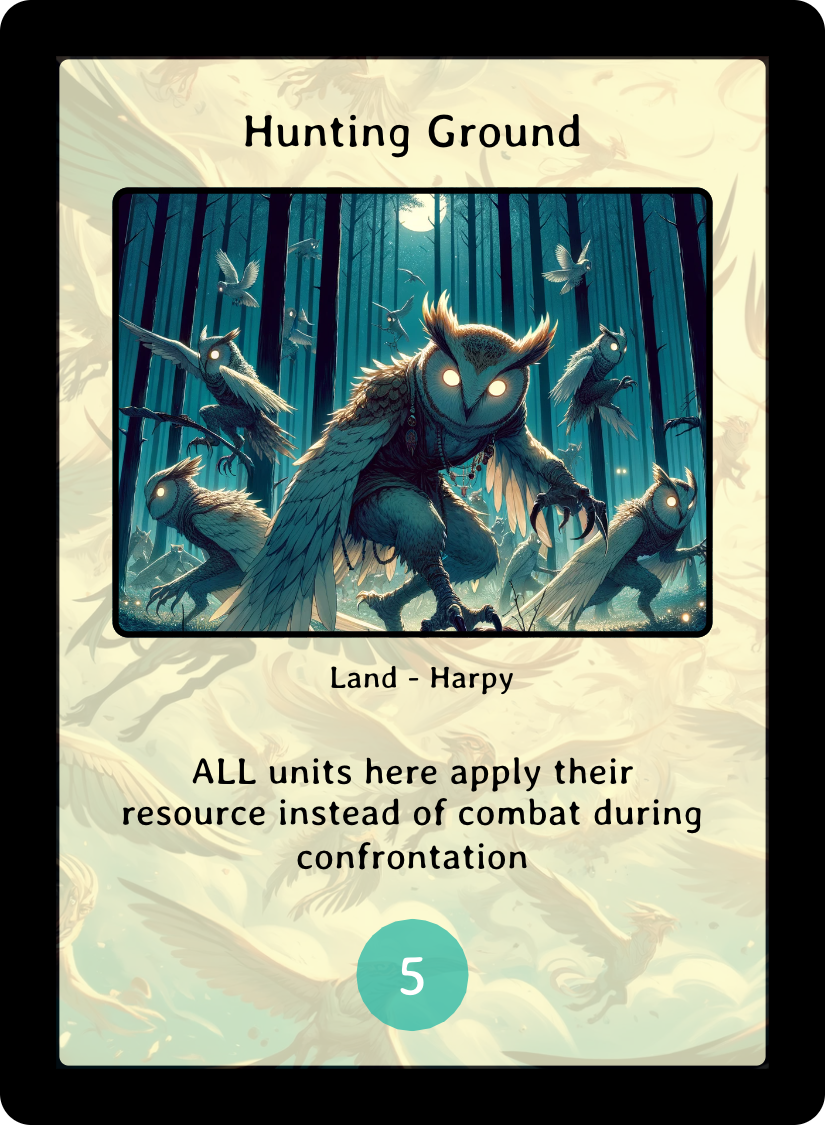 Hunting Ground
Land - Harpy
ALL units here apply their
resource instead of combat during
confrontation
5